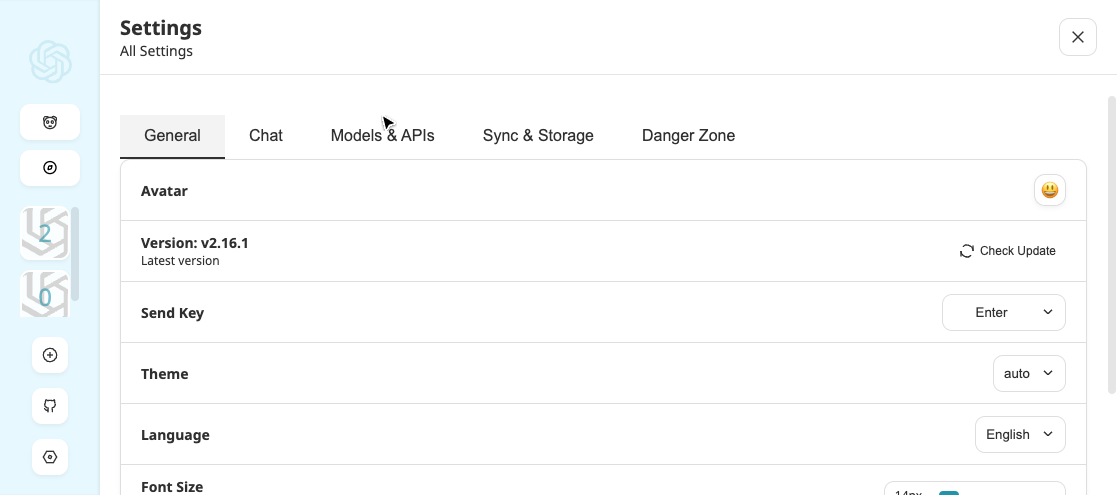 Settings
All Settings
General
Chat
Models & APIs
Sync & Storage
Danger Zone
Avatar
Version: v2.16.1
Latest version
Check Update
2
0
Send Key
Enter
Theme
auto
Language
English
Font Size
14px